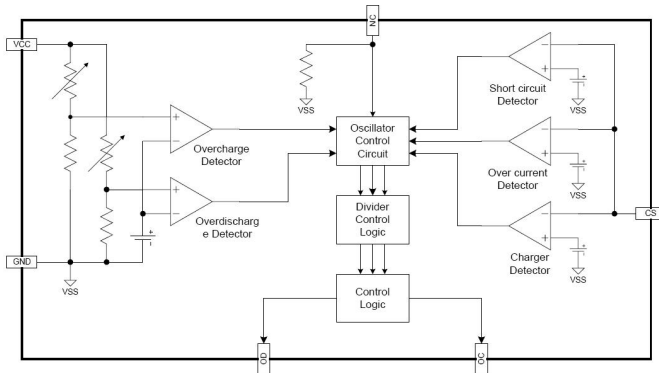 NC
VCC
VSS
Short circuit
Detector
VSS
Oscillator
Control
Circuit
Overcharge
Detector
Over current
Detector
VSS
Overdischarg
e Detector
Divider
Control
Logic
CS
GND
VSS
Charger
Detector
VSS
Control
Logic
OD
OC